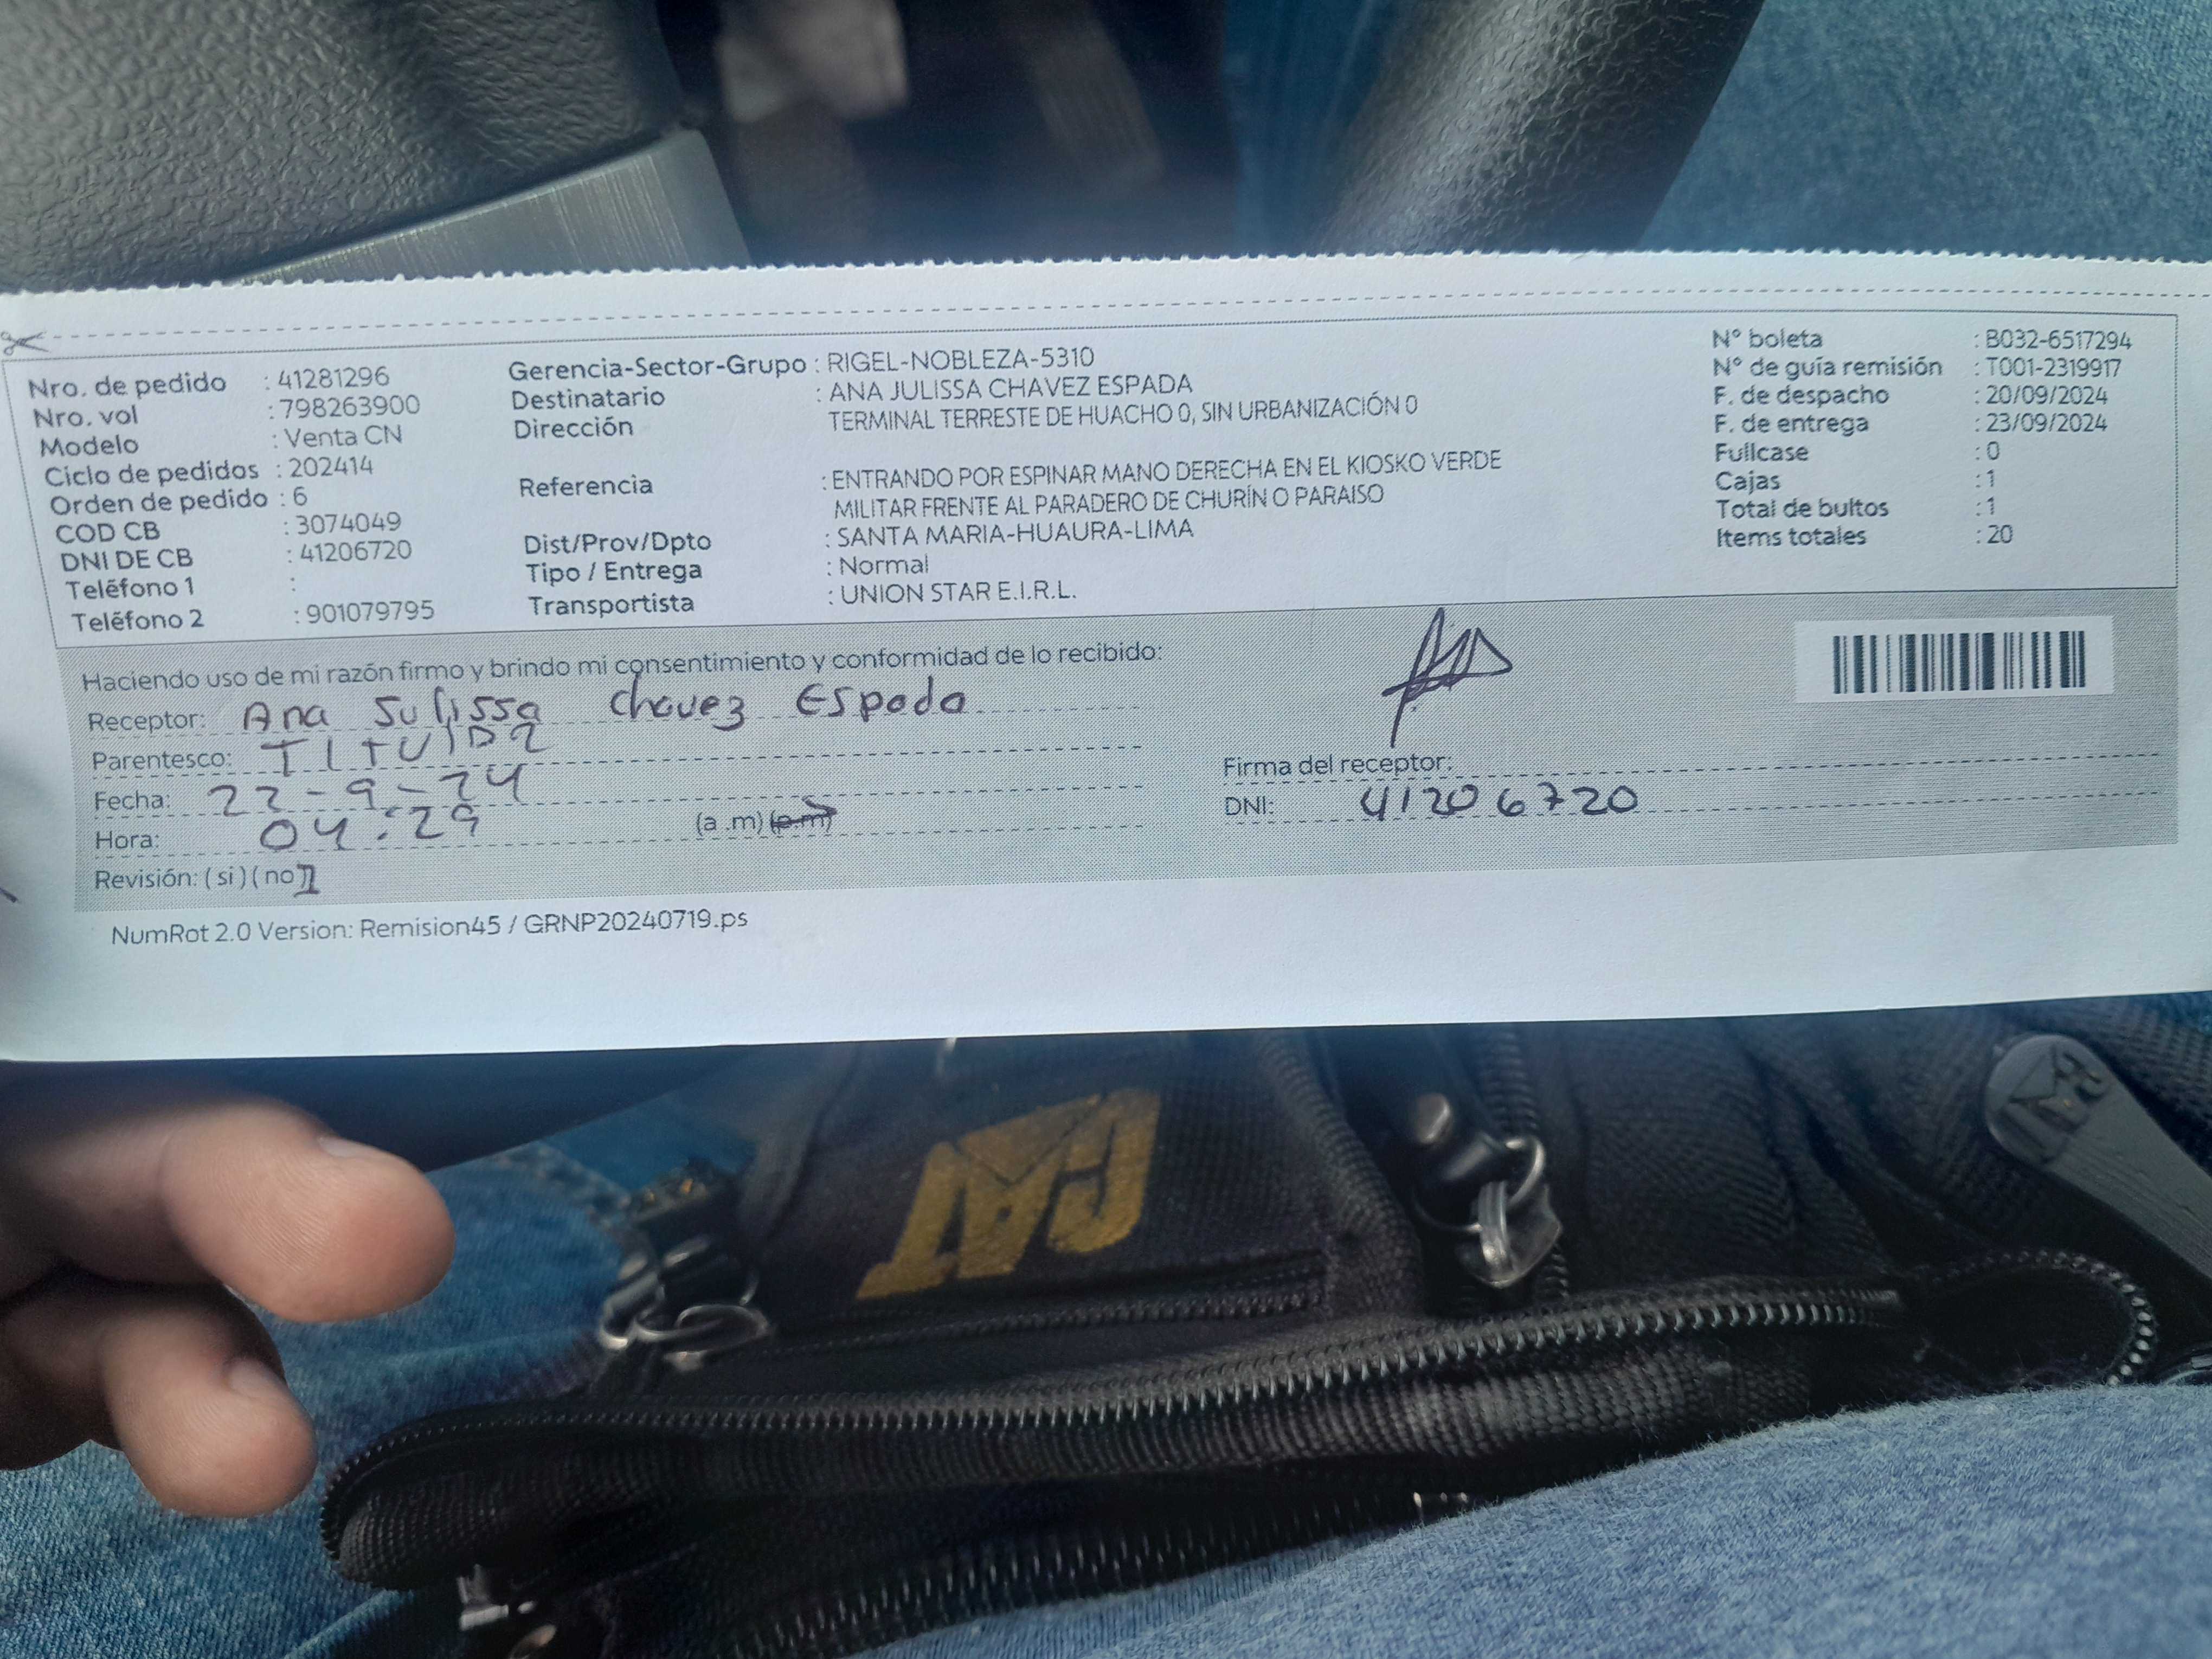 Nro. de pedido : 41281296
Nro. vol : 798263900
Modelo : Venta CN
Ciclo de pedidos : 202414
Orden de pedido : 6
COD CB : 3074049
DNI DE CB : 41206720
Teléfono 1 :
Teléfono 2 : 901079795
Gerencia-Sector-Grupo : RIGEL-NOBLEZA-5310
Destinatario : ANA JULISSA CHAVEZ ESPADA
Dirección TERMINAL TERRESTE DE HUACHO 0, SIN URBANIZACIÓN 0
Referencia : ENTRANDO POR ESPINAR MANO DERECHA EN EL KIOSKO VERDE
MILITAR FRENTE AL PARADERO DE CHURÍN O PARAISO
Dist/Prov/Dpto : SANTA MARIA-HUAURA-LIMA
Tipo / Entrega : Normal
Transportista : UNION STAR E.I.R.L.
N° boleta : B032-6517294
N° de guía remisión : T001-2319917
F. de despacho : 20/09/2024
F. de entrega : 23/09/2024
Fullcase : 0
Cajas : 1
Total de bultos : 1
Items totales : 20
Haciendo uso de mi razón firmo y brindo mi consentimiento y conformidad de lo recibido:
Receptor: Ana Julissa Chavez Espada
Parentesco: TITULAR
Fecha: 22-9-24
Hora: 04:29 (a .m) (p.m)
Revisión: ( si ) ( no )
Firma del receptor:
DNI: 41206720
NumRot 2.0 Version: Remision45 / GRNP20240719.ps
CAT